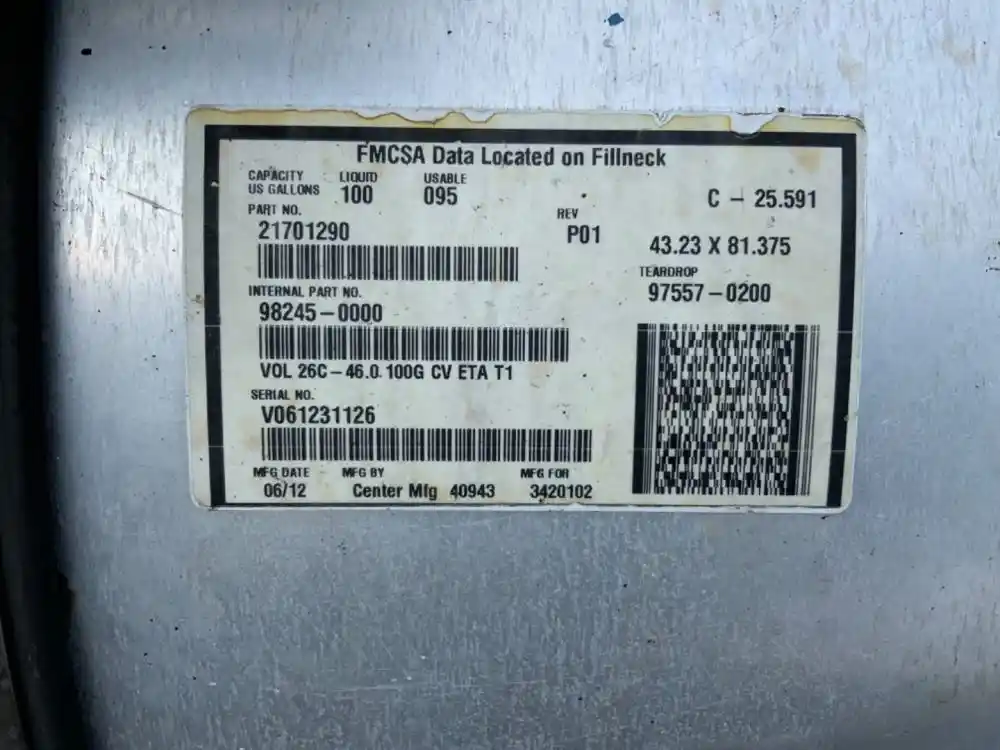 FMCSA Data Located on Fillneck
CAPACITY US GALLONS
LIQUID 100
USABLE 095
C - 25.591
PART NO.
21701290
REV
P01
43.23 X 81.375
TEARDROP
97557-0200
INTERNAL PART NO.
98245-0000
VOL 26C-46.0 100G CV ETA T1
SERIAL NO.
V061231126
MFG DATE
06/12
MFG BY
Center Mfg 40943
MFG FOR
3420102